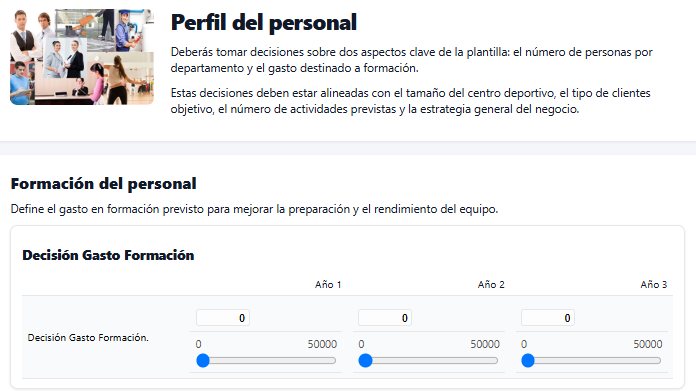 Perfil del personal
Deberás tomar decisiones sobre dos aspectos clave de la plantilla: el número de personas por
departamento y el gasto destinado a formación.
Estas decisiones deben estar alineadas con el tamaño del centro deportivo, el tipo de clientes
objetivo, el número de actividades previstas y la estrategia general del negocio.
Formación del personal
Define el gasto en formación previsto para mejorar la preparación y el rendimiento del equipo.
Decisión Gasto Formación
Año 1 Año 2 Año 3
0 0 0
Decisión Gasto Formación.
0 50000 0 50000 0 50000